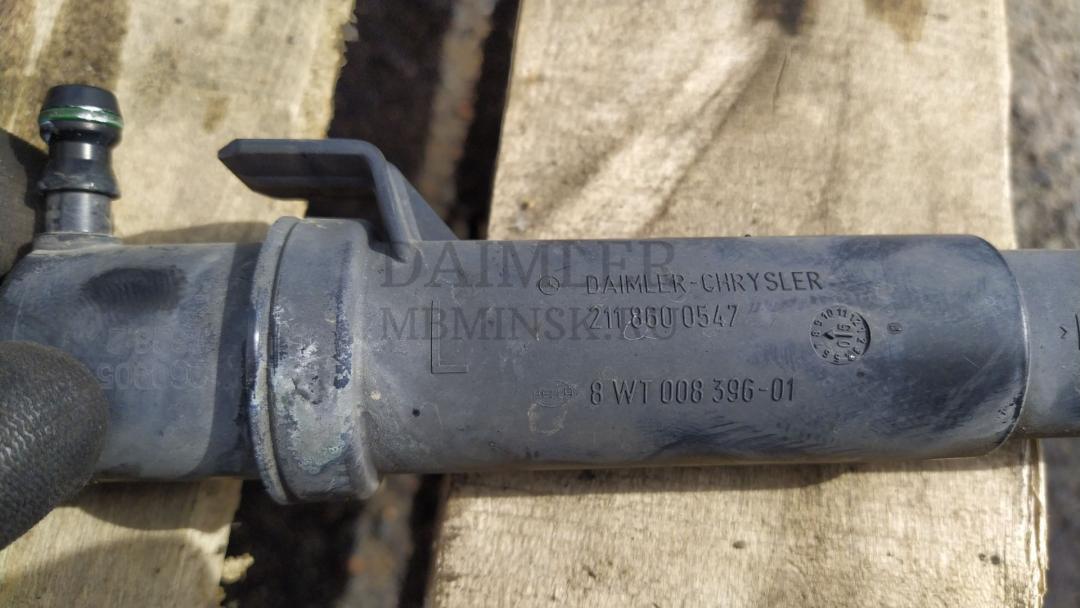 DAIMLER
MBMINSK
DAIMLER-CHRYSLER
211 860 0547
L
8 WT 008 396-01